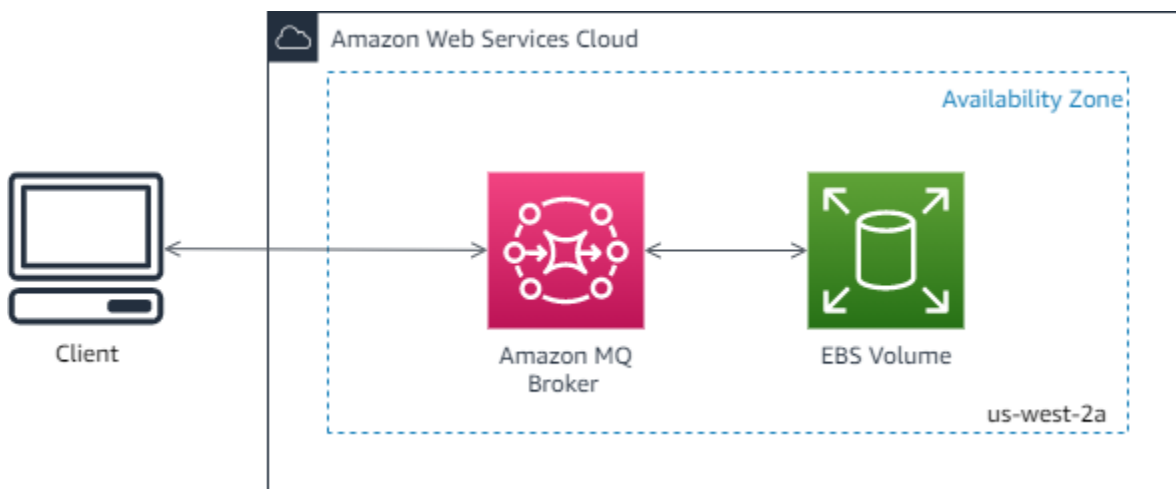 Amazon Web Services Cloud
Availability Zone
Client
Amazon MQ
Broker
EBS Volume
us-west-2a